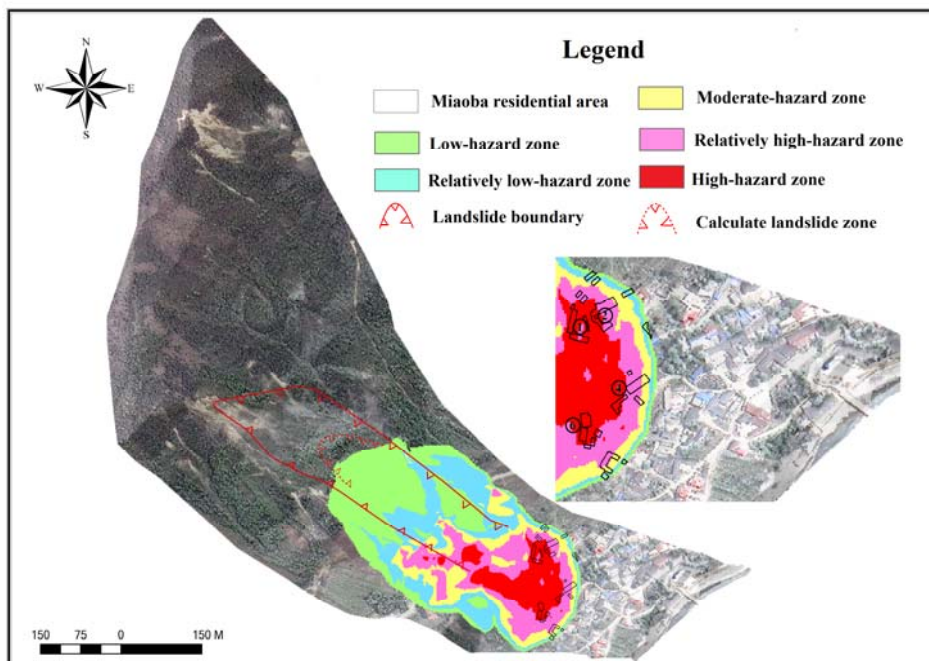 Legend
N
W E
S
Miaoba residential area
Moderate-hazard zone
Low-hazard zone
Relatively high-hazard zone
Relatively low-hazard zone
High-hazard zone
Landslide boundary
Calculate landslide zone
150 75 0 150 M